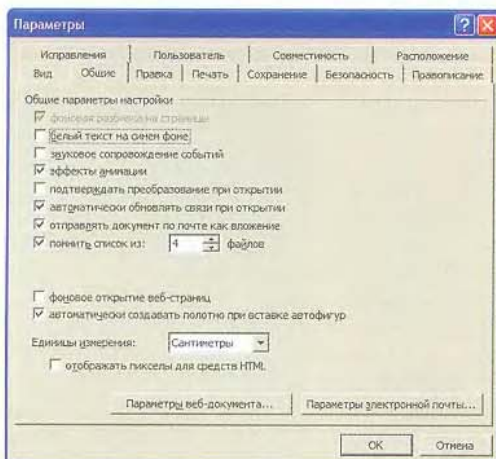 Параметры
Исправления Пользователь Совместимость Расположение
Вид Общие Правка Печать Сохранение Безопасность Правописание
Общие параметры настройки
фоновая разбивка на страницы
белый текст на синем фоне
звуковое сопровождение событий
эффекты анимации
подтверждать преобразование при открытии
автоматически обновлять связи при открытии
отправлять документ по почте как вложение
помнить список из: 4 файлов
фоновое открытие веб-страниц
автоматически создавать полотно при вставке автофигур
Единицы измерения: Сантиметры
отображать пикселы для средств HTML
Параметры веб-документа... Параметры электронной почты...
ОК Отмена